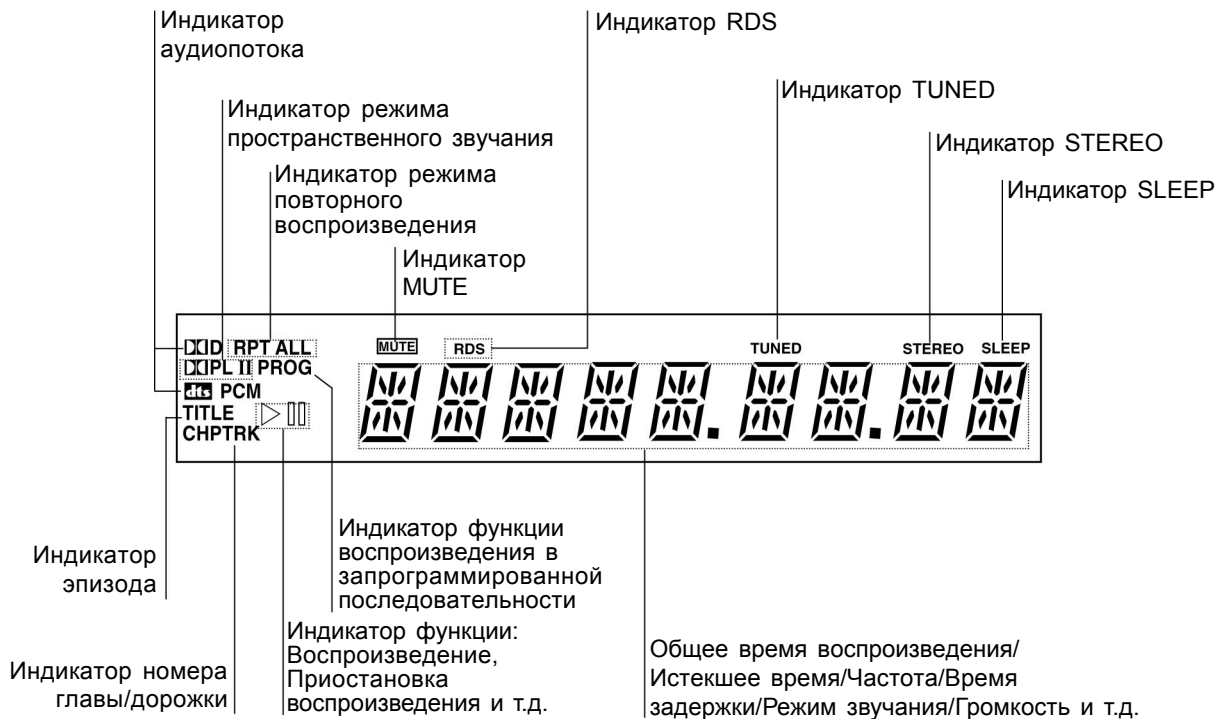 Индикатор
аудиопотока
Индикатор RDS
Индикатор TUNED
Индикатор режима
пространственного звучания
Индикатор STEREO
Индикатор режима
повторного
воспроизведения
Индикатор SLEEP
Индикатор
MUTE
D RPT ALL
MUTE
RDS
TUNED
STEREO
SLEEP
PL II PROG
dts PCM
TITLE
CHPTRK
Индикатор
эпизода
Индикатор функции
воспроизведения в
запрограммированной
последовательности
Индикатор номера
главы/дорожки
Индикатор функции:
Воспроизведение,
Приостановка
воспроизведения и т.д.
Общее время воспроизведения/
Истекшее время/Частота/Время
задержки/Режим звучания/Громкость и т.д.